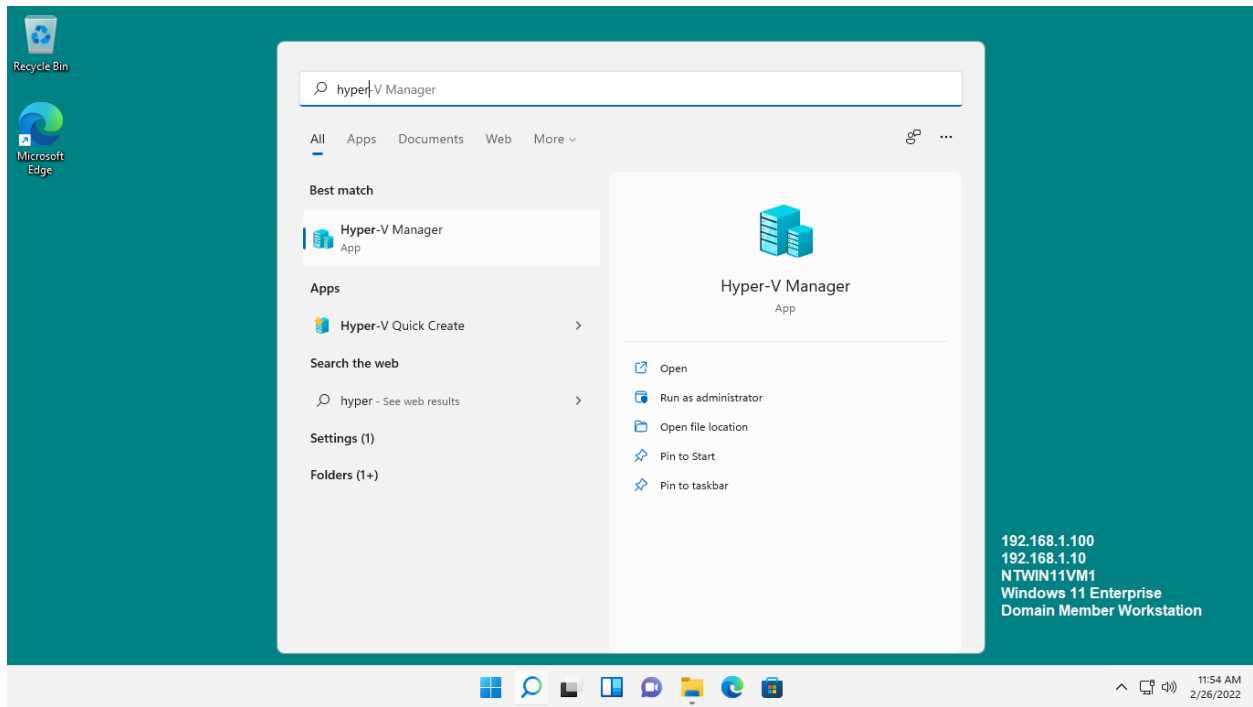 Recycle Bin
Microsoft
Edge
hyper-V Manager
All Apps Documents Web More
Best match
Hyper-V Manager
App
Apps
Hyper-V Quick Create
Search the web
hyper - See web results
Settings (1)
Folders (1+)
Hyper-V Manager
App
Open
Run as administrator
Open file location
Pin to Start
Pin to taskbar
192.168.1.100
192.168.1.10
NTWIN11VM1
Windows 11 Enterprise
Domain Member Workstation
11:54 AM
2/26/2022